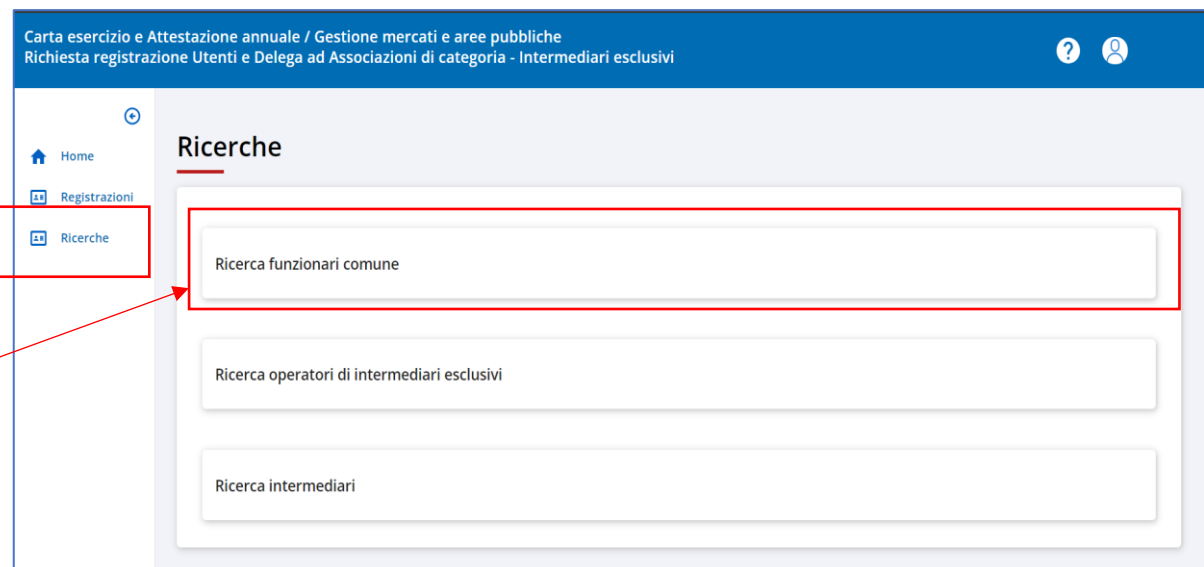 Carta esercizio e Attestazione annuale / Gestione mercati e aree pubbliche
Richiesta registrazione Utenti e Delega ad Associazioni di categoria - Intermediari esclusivi
?
Home
Registrazioni
Ricerche
Ricerche
Ricerca funzionari comune
Ricerca operatori di intermediari esclusivi
Ricerca intermediari